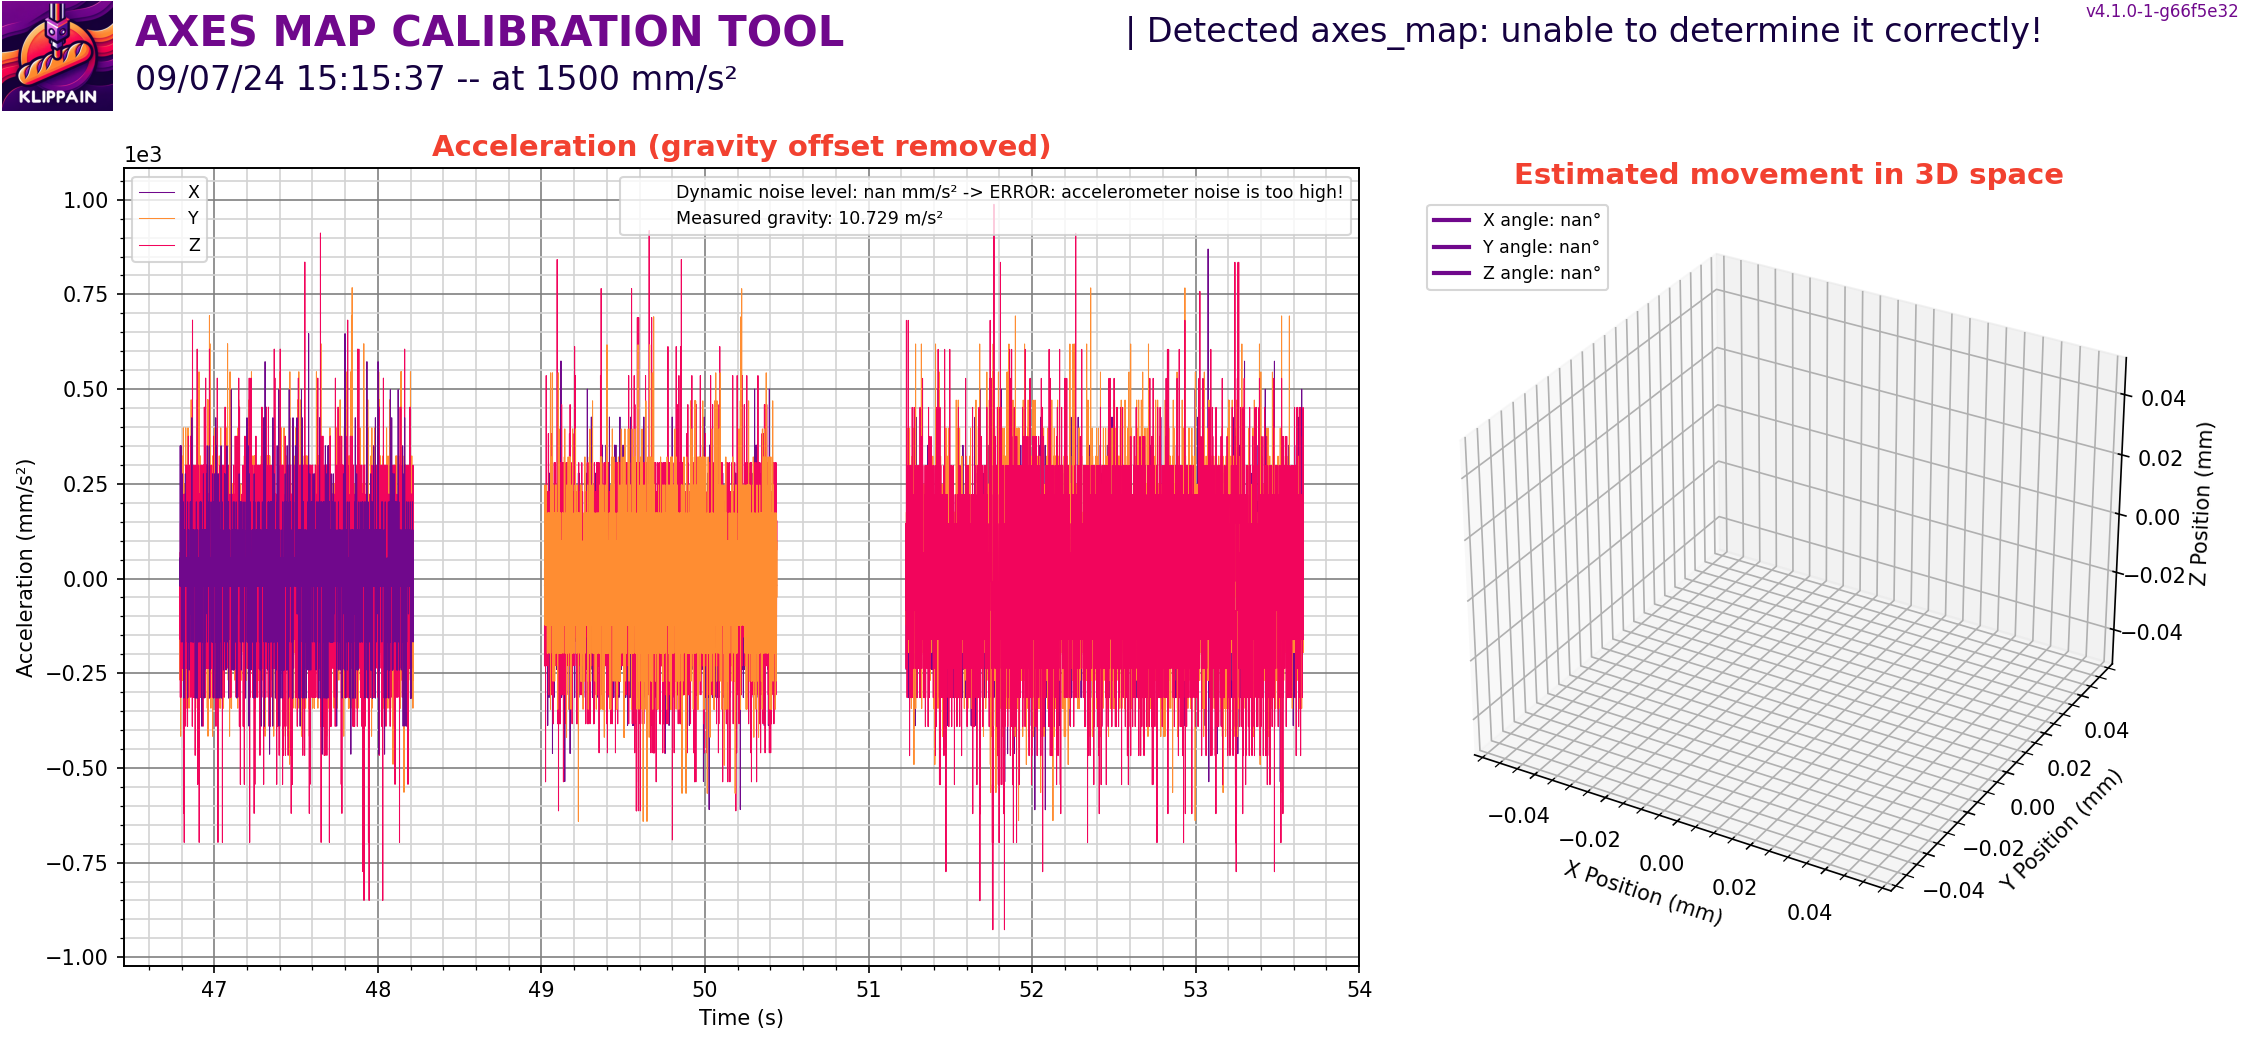 KLIPPAIN
AXES MAP CALIBRATION TOOL
09/07/24 15:15:37 -- at 1500 mm/s²
| Detected axes_map: unable to determine it correctly!
v4.1.0-1-g66f5e32
Acceleration (gravity offset removed)
1e3
X
Y
Z
Dynamic noise level: nan mm/s² -> ERROR: accelerometer noise is too high!
Measured gravity: 10.729 m/s²
1.00
0.75
0.50
0.25
0.00
−0.25
−0.50
−0.75
−1.00
Acceleration (mm/s²)
47
48
49
50
51
52
53
54
Time (s)
Estimated movement in 3D space
X angle: nan°
Y angle: nan°
Z angle: nan°
0.04
0.02
0.00
−0.02
−0.04
Z Position (mm)
0.04
0.02
0.00
−0.02
−0.04
Y Position (mm)
−0.04
−0.02
0.00
0.02
0.04
X Position (mm)